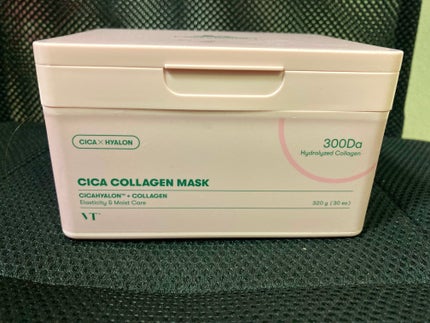 CICA × HYALON
300Da
Hydrolyzed Collagen
CICA COLLAGEN MASK
CICAHYALON™ + COLLAGEN
Elasticity & Moist Care
320 g (30 ea)
VT